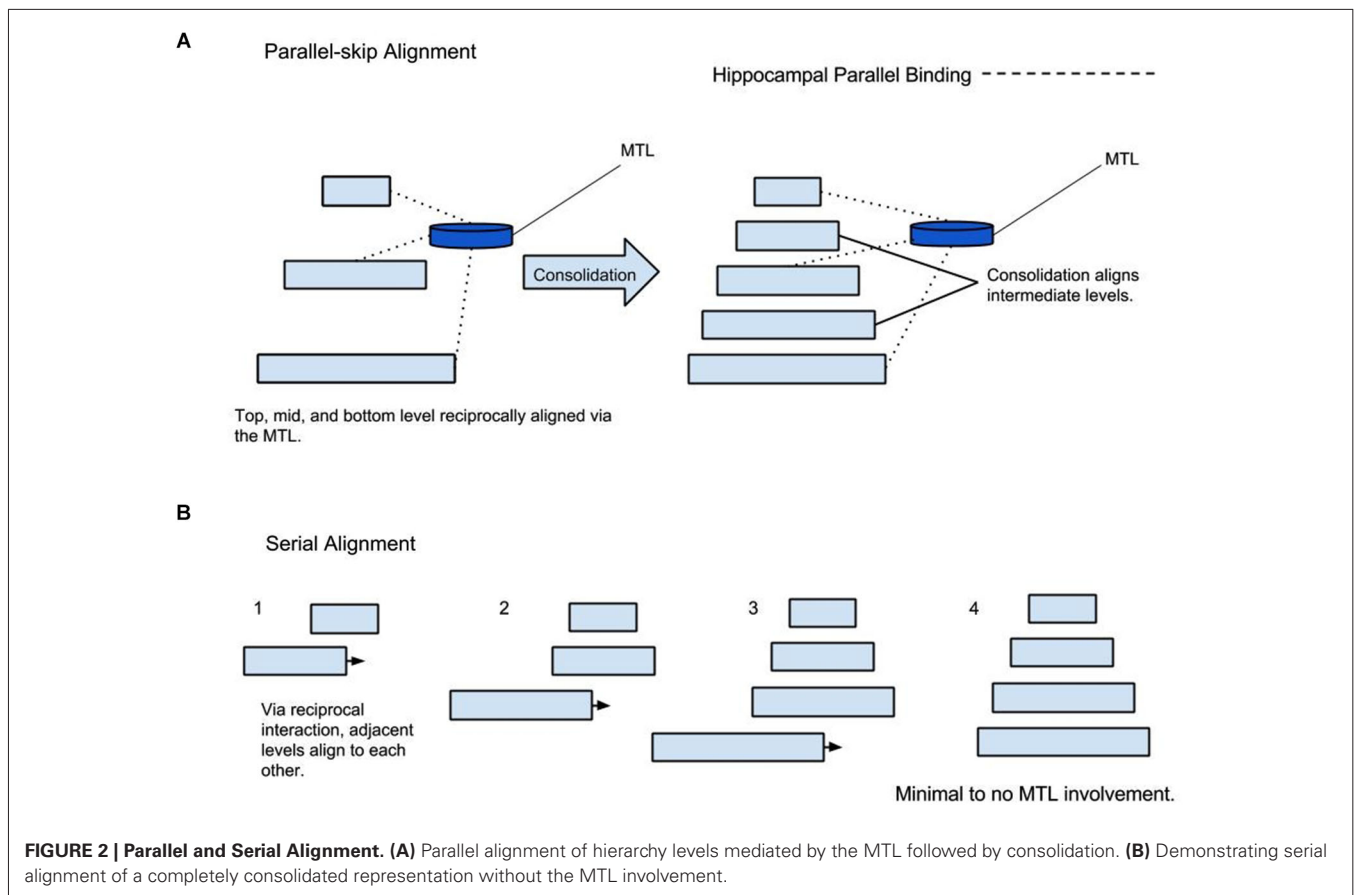 A
Parallel-skip Alignment
Hippocampal Parallel Binding
MTL
MTL
Consolidation
Consolidation aligns
intermediate levels.
Top, mid, and bottom level reciprocally aligned via
the MTL.
B
Serial Alignment
1
2
3
4
Via reciprocal
interaction, adjacent
levels align to each
other.
Minimal to no MTL involvement.
FIGURE 2 | Parallel and Serial Alignment. (A) Parallel alignment of hierarchy levels mediated by the MTL followed by consolidation. (B) Demonstrating serial
alignment of a completely consolidated representation without the MTL involvement.